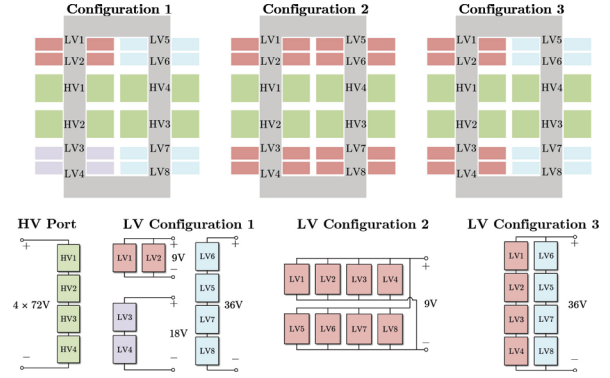 Configuration 1
Configuration 2
Configuration 3
LV1 LV5
LV2 LV6
HV1 HV4
HV2 HV3
LV3 LV7
LV4 LV8
LV1 LV5
LV2 LV6
HV1 HV4
HV2 HV3
LV3 LV7
LV4 LV8
LV1 LV5
LV2 LV6
HV1 HV4
HV2 HV3
LV3 LV7
LV4 LV8
HV Port
+
HV1
HV2
4 × 72V
HV3
HV4
−
LV Configuration 1
+
LV1 LV2 9V
−
+
LV3
18V
LV4
−
+
LV6
LV5
36V
LV7
LV8
−
LV Configuration 2
+
LV1 LV2 LV3 LV4
9V
LV5 LV6 LV7 LV8
−
LV Configuration 3
+
LV1 LV6
LV2 LV5
36V
LV3 LV7
LV4 LV8
−